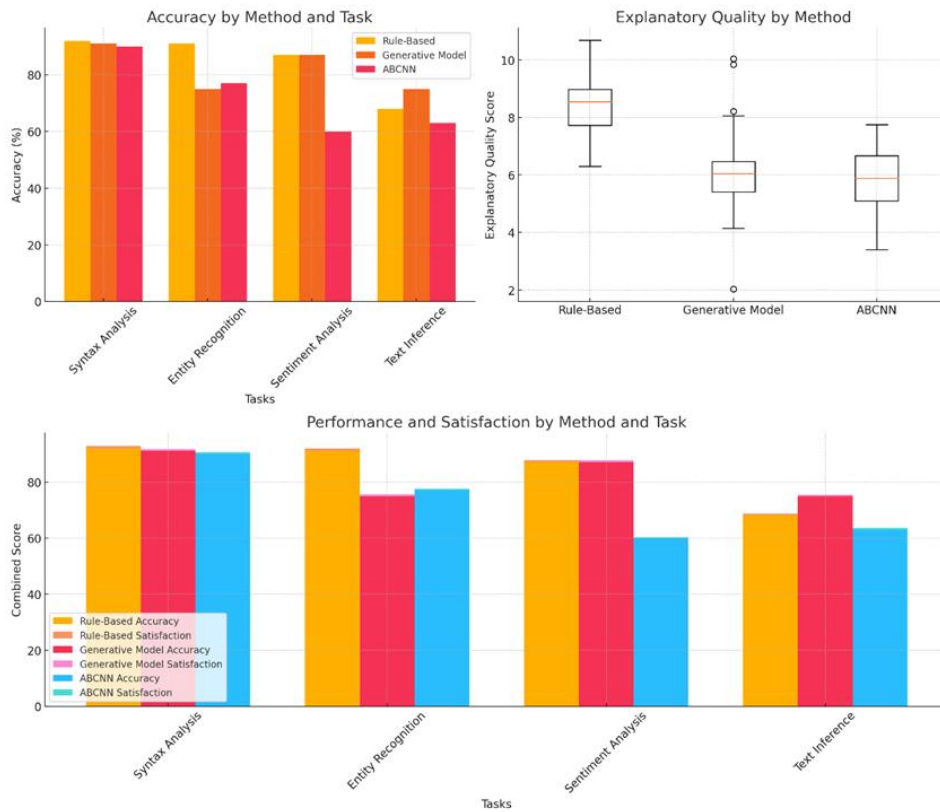 Accuracy by Method and Task
Rule-Based
Generative Model
ABCNN
Accuracy (%)
80
60
40
20
0
Syntax Analysis
Entity Recognition
Sentiment Analysis
Text Inference
Tasks
Explanatory Quality by Method
Explanatory Quality Score
10
8
6
4
2
Rule-Based
Generative Model
ABCNN
Performance and Satisfaction by Method and Task
Combined Score
80
60
40
20
0
Rule-Based Accuracy
Rule-Based Satisfaction
Generative Model Accuracy
Generative Model Satisfaction
ABCNN Accuracy
ABCNN Satisfaction
Syntax Analysis
Entity Recognition
Sentiment Analysis
Text Inference
Tasks